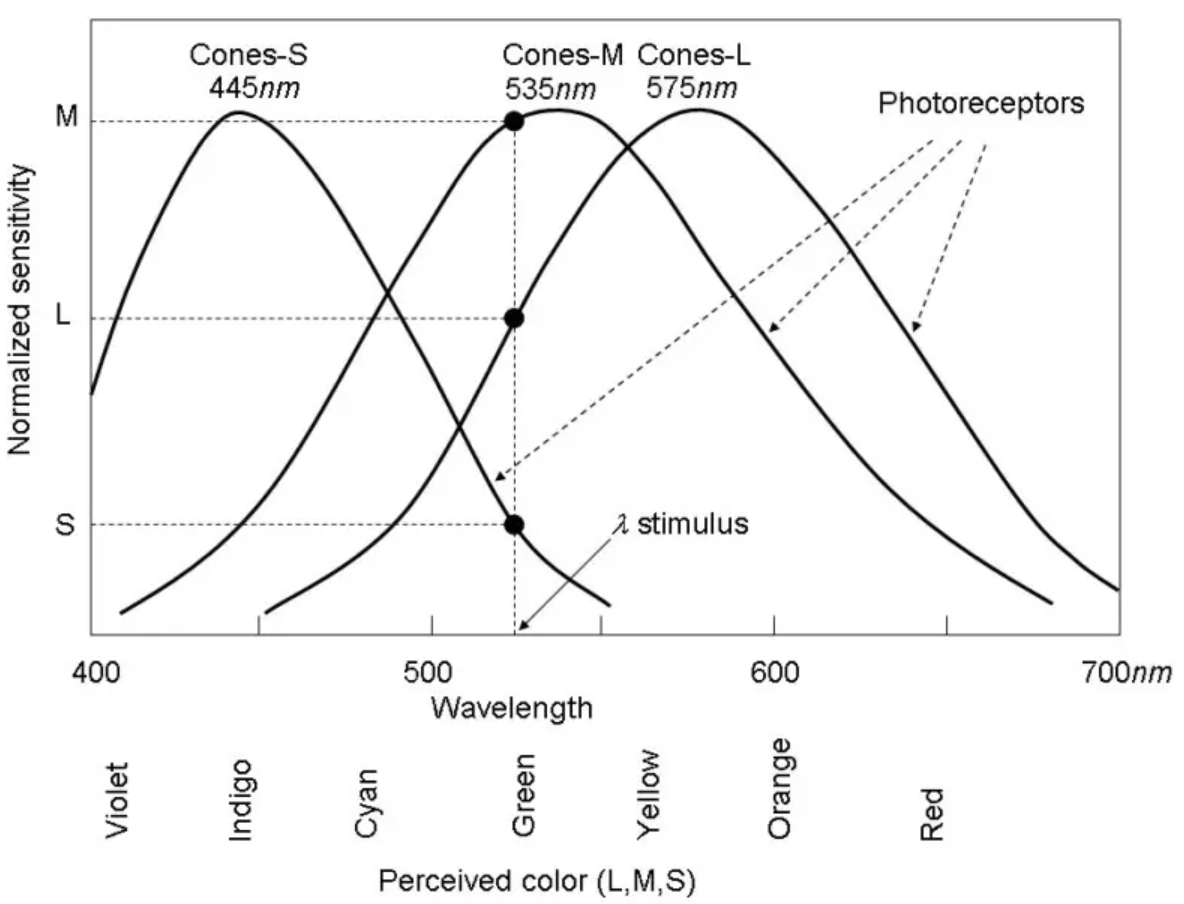 Cones-S
445nm
Cones-M Cones-L
535nm 575nm
Photoreceptors
M
L
S
Normalized sensitivity
λ stimulus
400 500 600 700nm
Wavelength
Violet
Indigo
Cyan
Green
Yellow
Orange
Red
Perceived color (L,M,S)